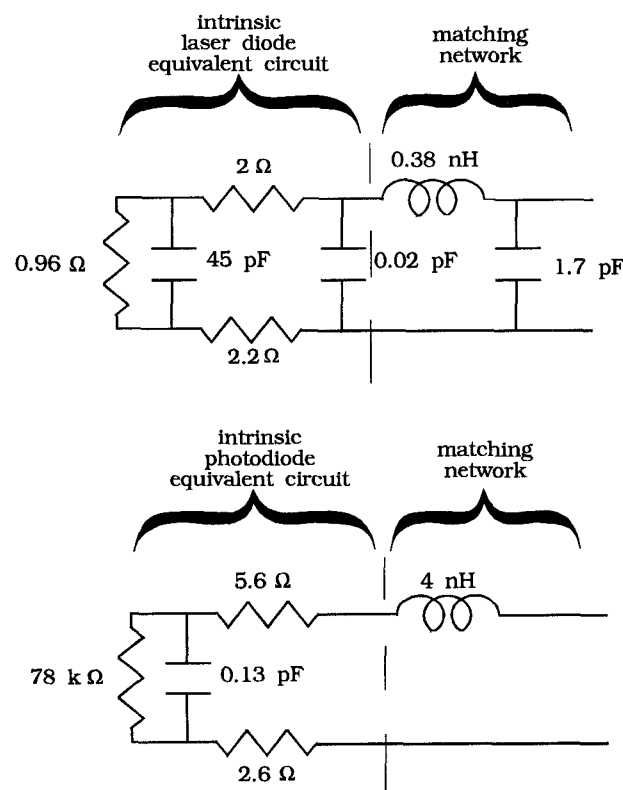 intrinsic
laser diode
equivalent circuit
matching
network
2 Ω
0.38 nH
0.96 Ω
45 pF
0.02 pF
1.7 pF
2.2 Ω
intrinsic
photodiode
equivalent circuit
matching
network
5.6 Ω
4 nH
78 k Ω
0.13 pF
2.6 Ω